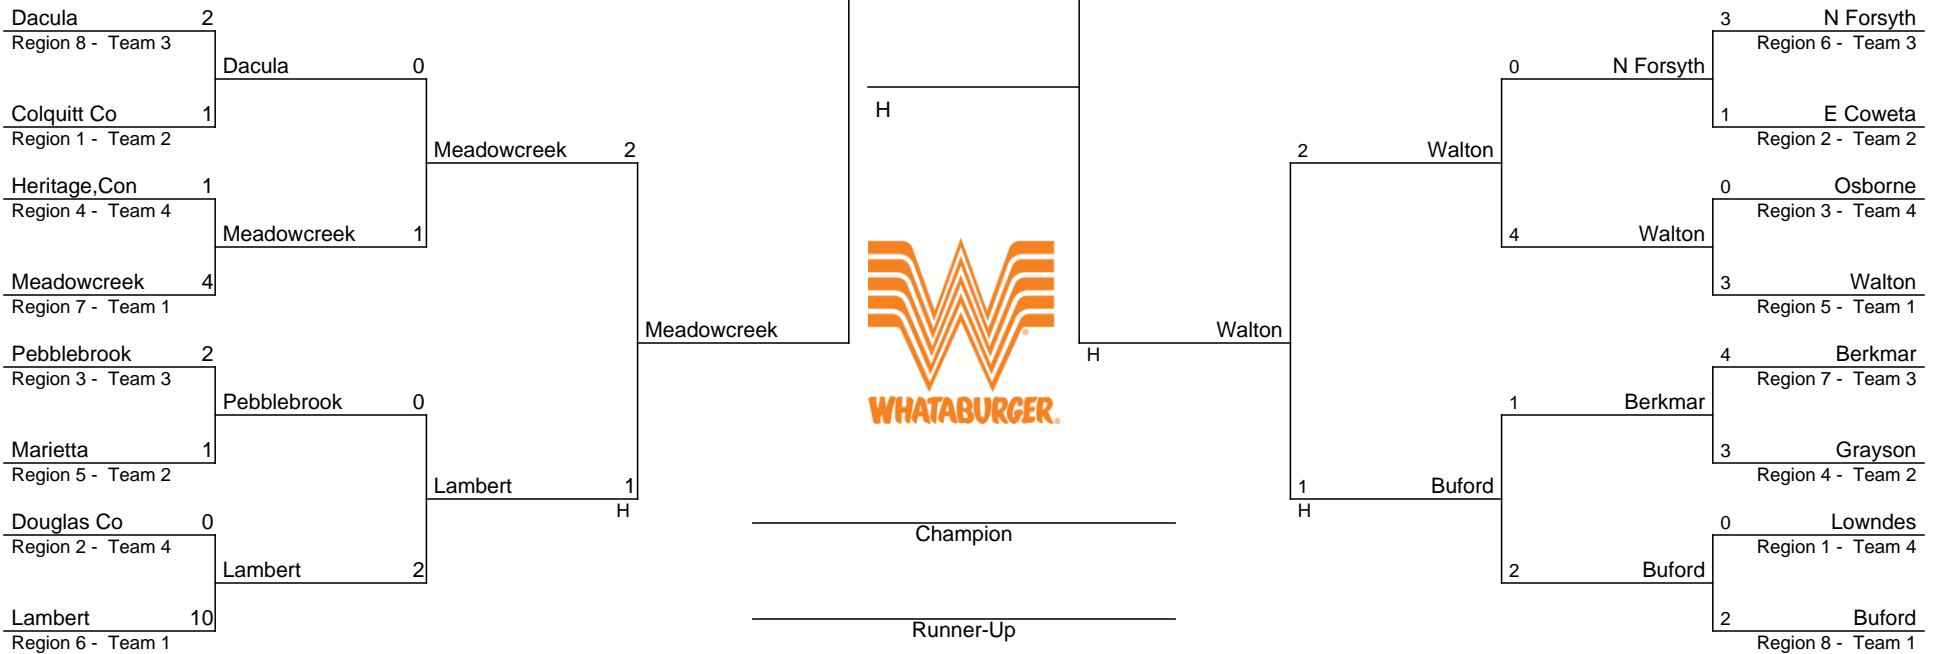 Dacula 2
Region 8 - Team 3
Dacula 0
Colquitt Co 1
Region 1 - Team 2
Meadowcreek 2
Heritage,Con 1
Region 4 - Team 4
Meadowcreek 1
Meadowcreek 4
Region 7 - Team 1
Meadowcreek
Pebblebrook 2
Region 3 - Team 3
Pebblebrook 0
Marietta 1
Region 5 - Team 2
Lambert 1
H
Douglas Co 0
Region 2 - Team 4
Lambert 2
Lambert 10
Region 6 - Team 1
H
WHATABURGER
Champion
Runner-Up
3 N Forsyth
Region 6 - Team 3
0 N Forsyth
1 E Coweta
Region 2 - Team 2
2 Walton
0 Osborne
Region 3 - Team 4
4 Walton
3 Walton
Region 5 - Team 1
Walton
H
4 Berkmar
Region 7 - Team 3
1 Berkmar
3 Grayson
Region 4 - Team 2
1 Buford
H
0 Lowndes
Region 1 - Team 4
2 Buford
2 Buford
Region 8 - Team 1